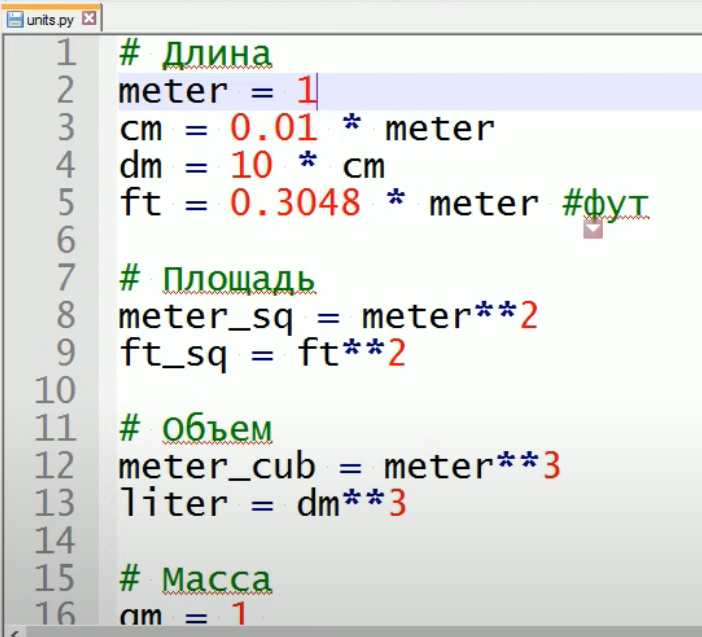 units.py
1 # Длина
2 meter = 1
3 cm = 0.01 * meter
4 dm = 10 * cm
5 ft = 0.3048 * meter #фут
6
7 # Площадь
8 meter_sq = meter**2
9 ft_sq = ft**2
10
11 # Объем
12 meter_cub = meter**3
13 liter = dm**3
14
15 # Масса
16 gm = 1